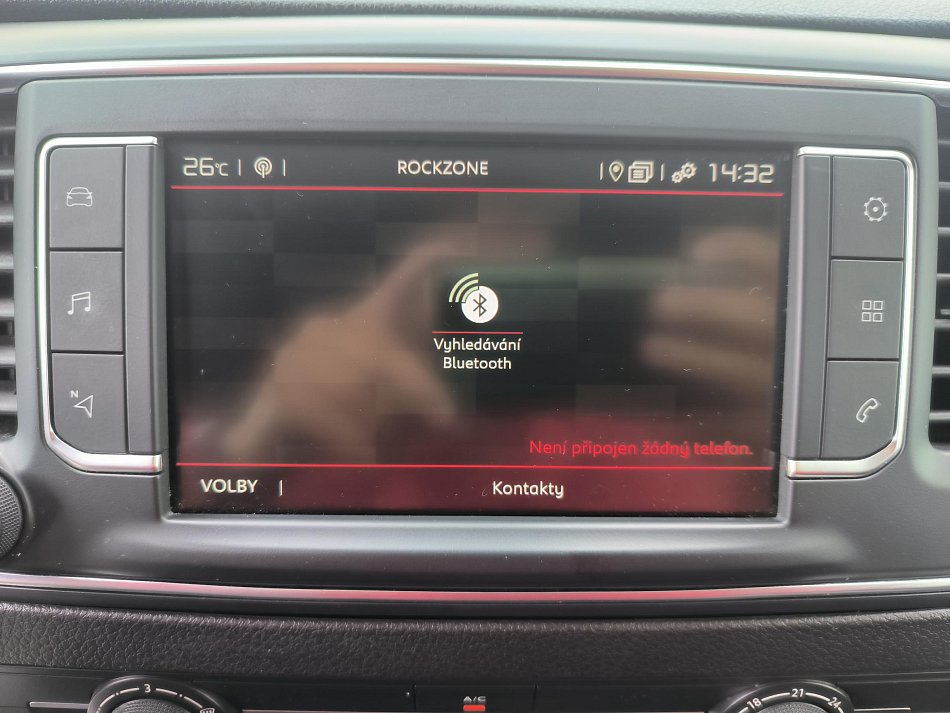 26°C
ROCKZONE
14:32
N
Vyhledávání
Bluetooth
Není připojen žádný telefon.
VOLBY
Kontakty
3
A/C
18 21 24